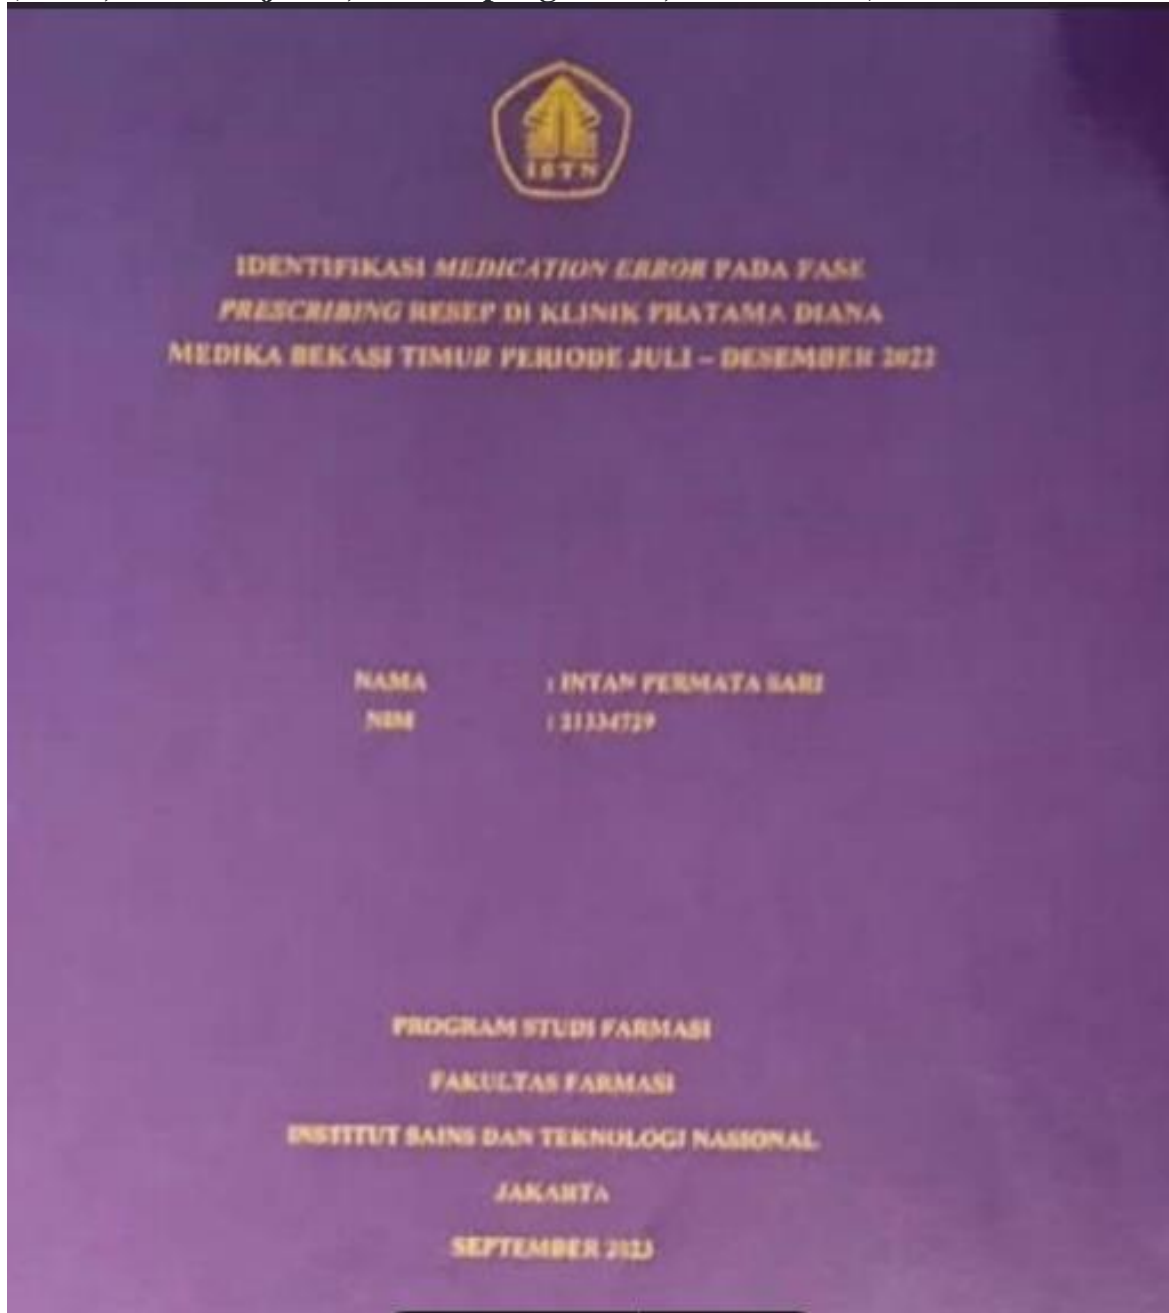 ISTN
IDENTIFIKASI MEDICATION ERROR PADA FASE
PRESCRIBING RESEP DI KLINIK PRATAMA DIANA
MEDIKA BEKASI TIMUR PERIODE JULI – DESEMBER 2022
NAMA : INTAN PERMATA SARI
NIM : 21334729
PROGRAM STUDI FARMASI
FAKULTAS FARMASI
INSTITUT SAINS DAN TEKNOLOGI NASIONAL
JAKARTA
SEPTEMBER 2023